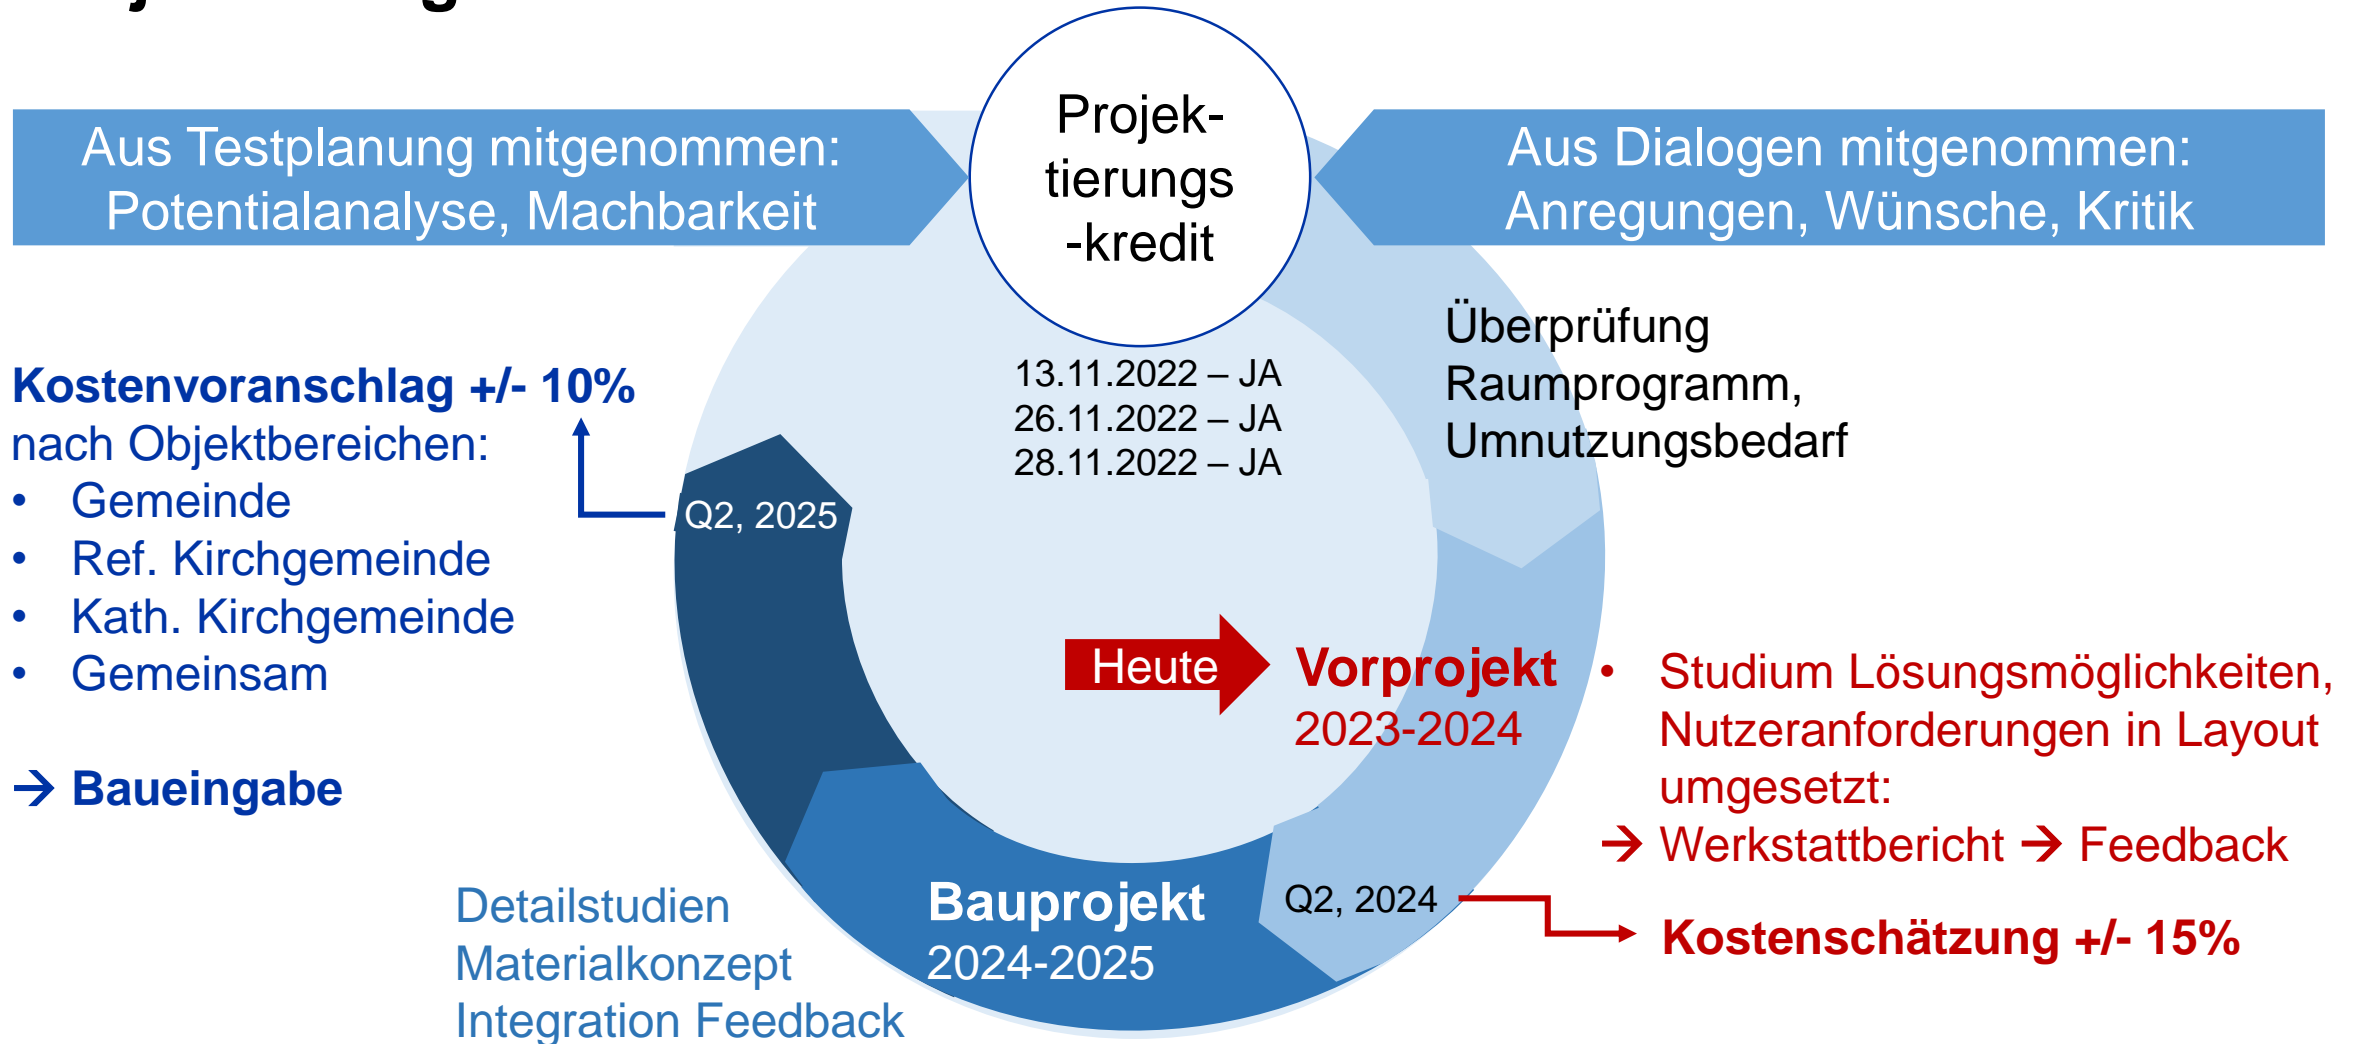 Projek-
tierungs
-kredit
Aus Testplanung mitgenommen:
Potentialanalyse, Machbarkeit
Aus Dialogen mitgenommen:
Anregungen, Wünsche, Kritik
13.11.2022 – JA
26.11.2022 – JA
28.11.2022 – JA
Überprüfung
Raumprogramm,
Umnutzungsbedarf
Heute
Vorprojekt
2023-2024
• Studium Lösungsmöglichkeiten,
Nutzeranforderungen in Layout
umgesetzt:
→ Werkstattbericht → Feedback
Q2, 2024
Kostenschätzung +/- 15%
Bauprojekt
2024-2025
Detailstudien
Materialkonzept
Integration Feedback
Q2, 2025
Kostenvoranschlag +/- 10%
nach Objektbereichen:
• Gemeinde
• Ref. Kirchgemeinde
• Kath. Kirchgemeinde
• Gemeinsam
→ Baueingabe